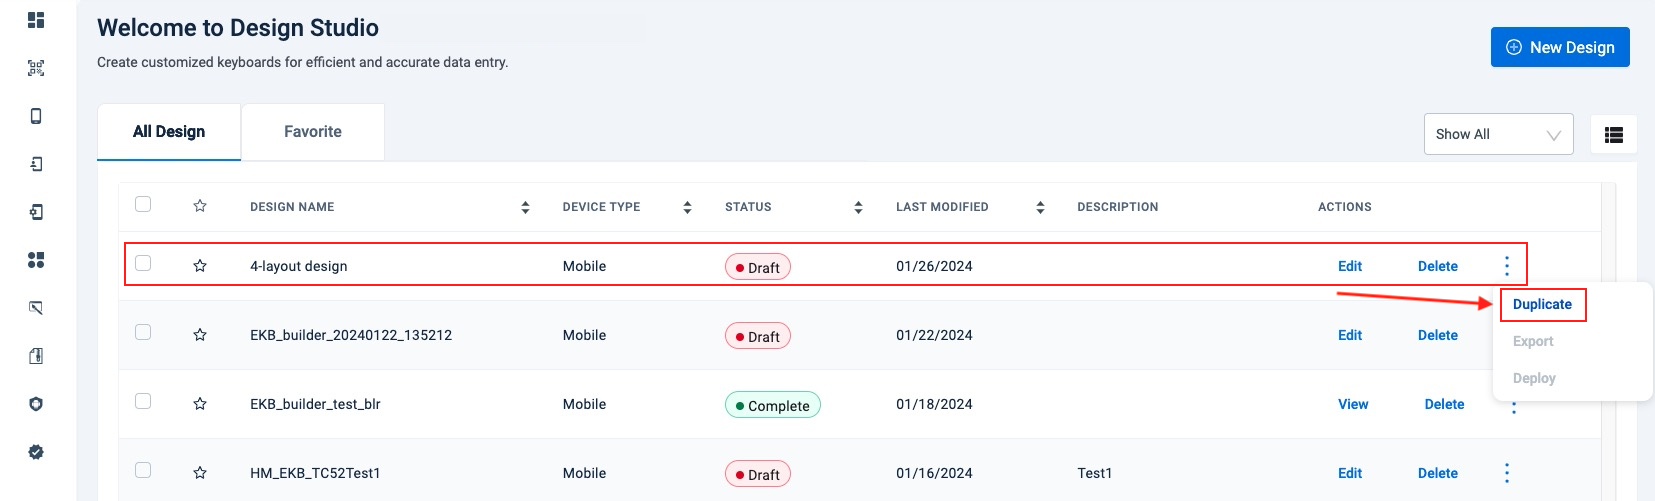 Welcome to Design Studio
Create customized keyboards for efficient and accurate data entry.
New Design
All Design Favorite
Show All
DESIGN NAME DEVICE TYPE STATUS LAST MODIFIED DESCRIPTION ACTIONS
4-layout design Mobile Draft 01/26/2024 Edit Delete
Duplicate
EKB_builder_20240122_135212 Mobile Draft 01/22/2024 Edit Delete
Export
Deploy
EKB_builder_test_blr Mobile Complete 01/18/2024 View Delete
HM_EKB_TC52Test1 Mobile Draft 01/16/2024 Test1 Edit Delete